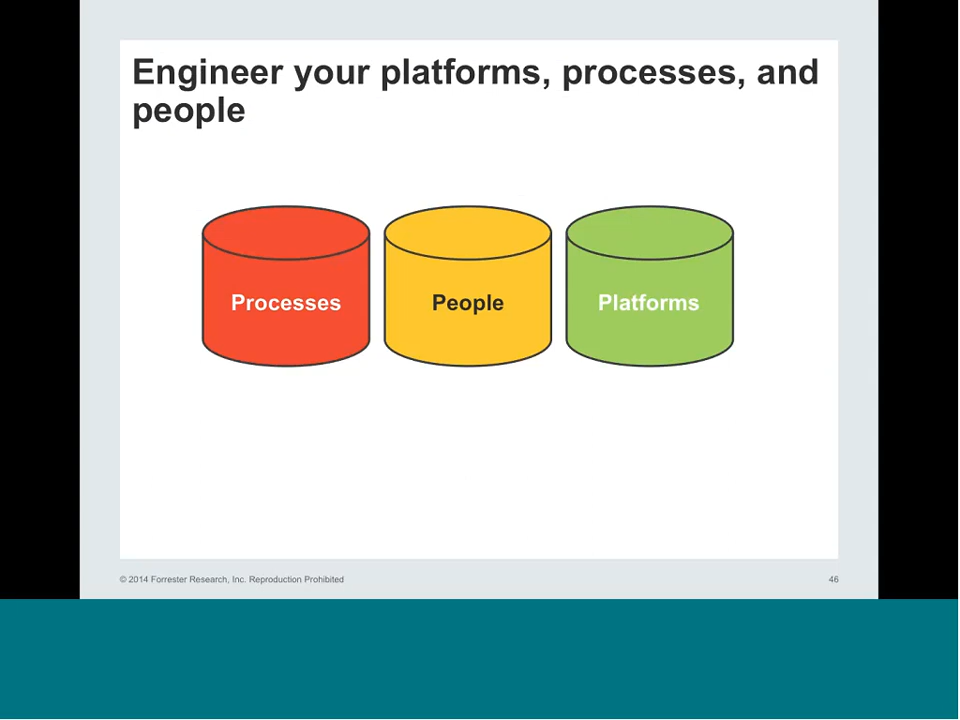 Engineer your platforms, processes, and
people
Processes
People
Platforms
© 2014 Forrester Research, Inc. Reproduction Prohibited
46